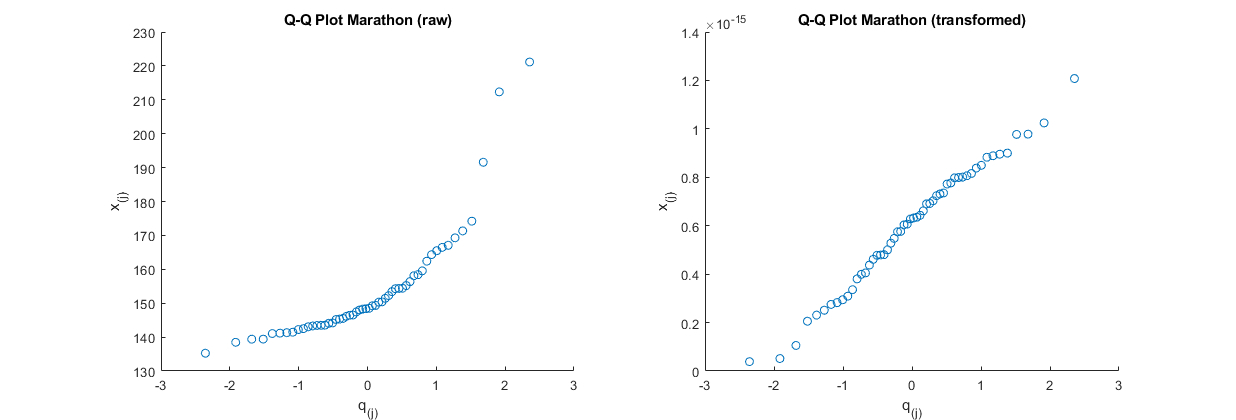 Q-Q Plot Marathon (raw)
230
220
210
200
190
180
170
160
150
140
130
x(j)
-3 -2 -1 0 1 2 3
q(j)
Q-Q Plot Marathon (transformed)
×10-15
1.4
1.2
1
0.8
0.6
0.4
0.2
0
x(j)
-3 -2 -1 0 1 2 3
q(j)